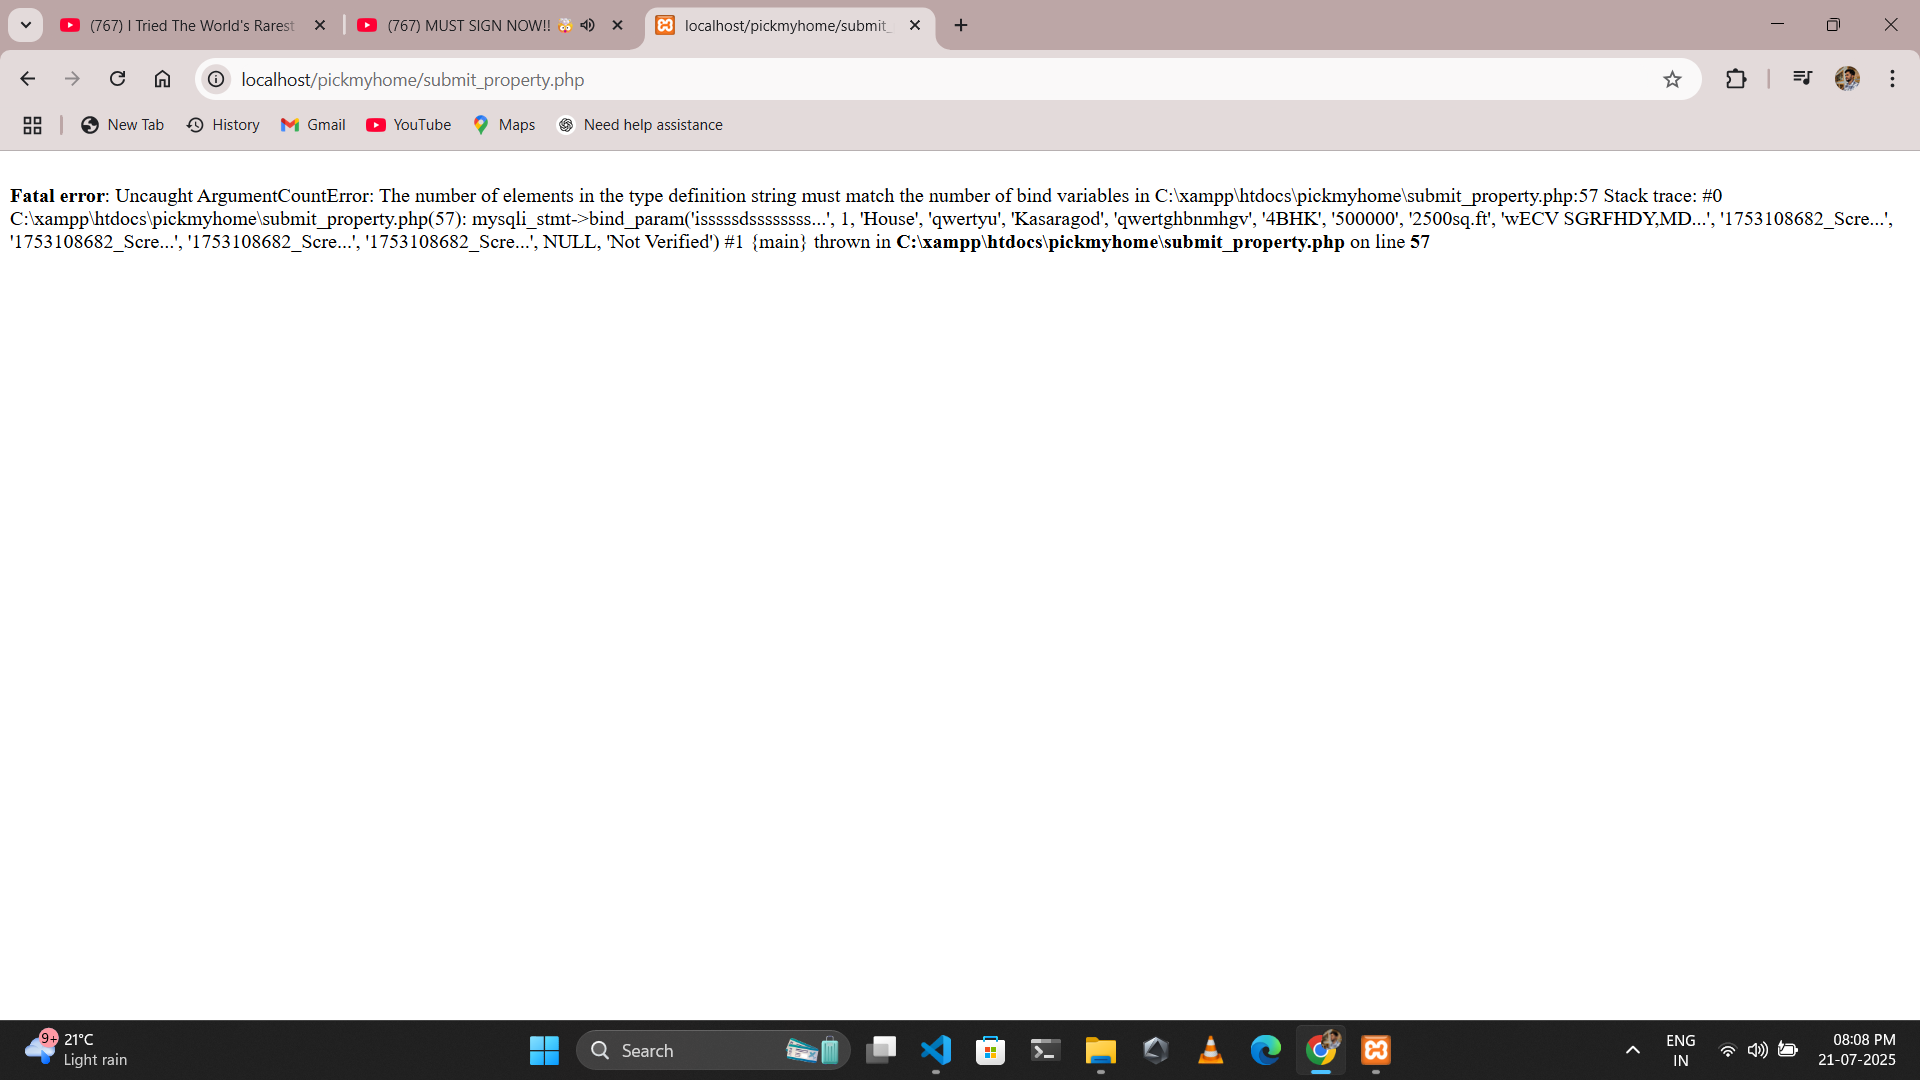 (767) I Tried The World's Rarest
(767) MUST SIGN NOW!! 🤯
localhost/pickmyhome/submit_
localhost/pickmyhome/submit_property.php
New Tab
History
Gmail
YouTube
Maps
Need help assistance
Fatal error: Uncaught ArgumentCountError: The number of elements in the type definition string must match the number of bind variables in C:\xampp\htdocs\pickmyhome\submit_property.php:57 Stack trace: #0
C:\xampp\htdocs\pickmyhome\submit_property.php(57): mysqli_stmt->bind_param('isssssdssssssss...', 1, 'House', 'qwertyu', 'Kasaragod', 'qwertghbnmhgv', '4BHK', '500000', '2500sq.ft', 'wECV SGRFHDY,MD...', '1753108682_Scre...',
'1753108682_Scre...', '1753108682_Scre...', '1753108682_Scre...', NULL, 'Not Verified') #1 {main} thrown in C:\xampp\htdocs\pickmyhome\submit_property.php on line 57
9+
21°C
Light rain
Search
ENG
IN
08:08 PM
21-07-2025